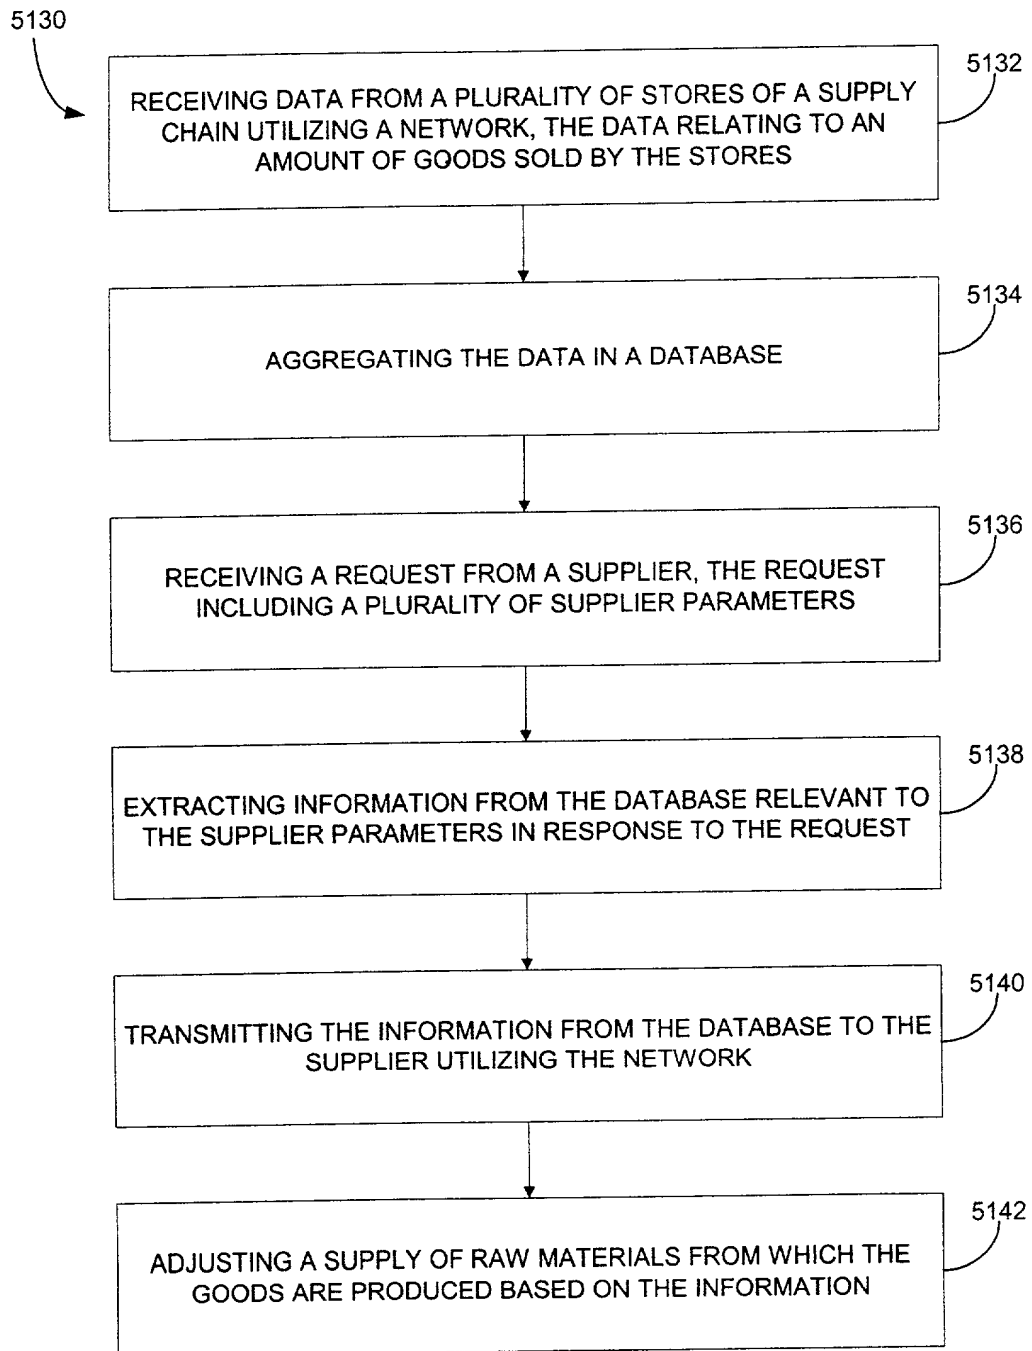 5130
5132
RECEIVING DATA FROM A PLURALITY OF STORES OF A SUPPLY
CHAIN UTILIZING A NETWORK, THE DATA RELATING TO AN
AMOUNT OF GOODS SOLD BY THE STORES
5134
AGGREGATING THE DATA IN A DATABASE
5136
RECEIVING A REQUEST FROM A SUPPLIER, THE REQUEST
INCLUDING A PLURALITY OF SUPPLIER PARAMETERS
5138
EXTRACTING INFORMATION FROM THE DATABASE RELEVANT TO
THE SUPPLIER PARAMETERS IN RESPONSE TO THE REQUEST
5140
TRANSMITTING THE INFORMATION FROM THE DATABASE TO THE
SUPPLIER UTILIZING THE NETWORK
5142
ADJUSTING A SUPPLY OF RAW MATERIALS FROM WHICH THE
GOODS ARE PRODUCED BASED ON THE INFORMATION